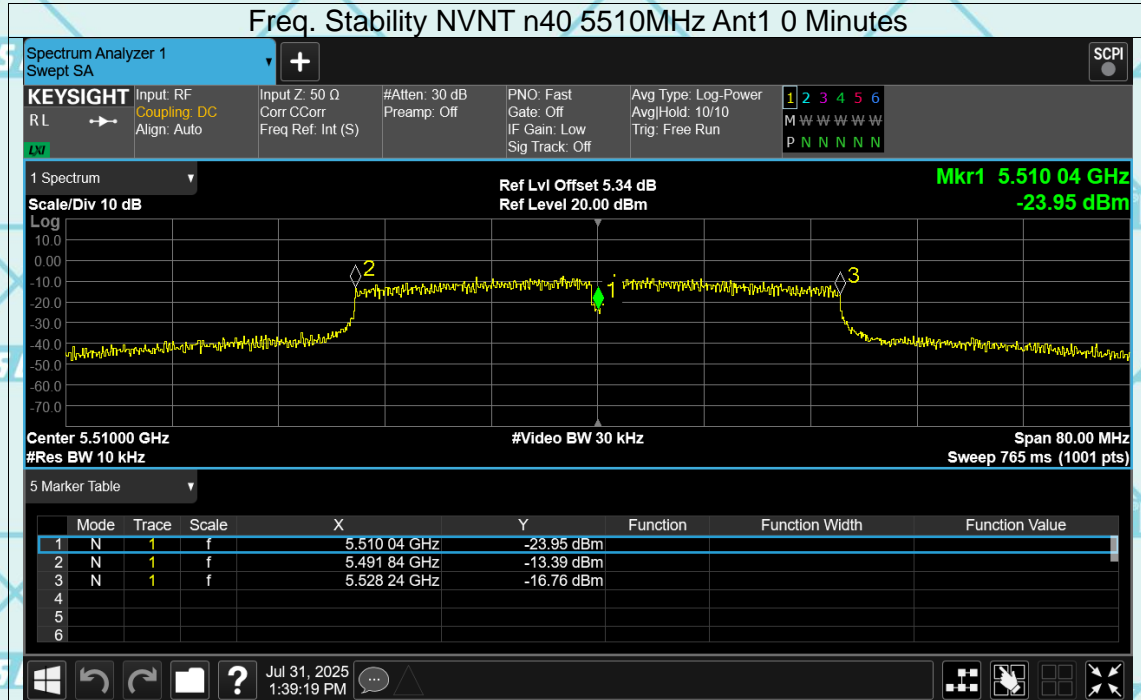 Freq. Stability NVNT n40 5510MHz Ant1 0 Minutes
Spectrum Analyzer 1
Swept SA
+
SCPI
KEYSIGHT
R L
LXI
Input: RF
Coupling: DC
Align: Auto
Input Z: 50 Ω
Corr CCorr
Freq Ref: Int (S)
#Atten: 30 dB
Preamp: Off
PNO: Fast
Gate: Off
IF Gain: Low
Sig Track: Off
Avg Type: Log-Power
Avg|Hold: 10/10
Trig: Free Run
1 2 3 4 5 6
M W W W W W
P N N N N N
1 Spectrum
Scale/Div 10 dB
Ref Lvl Offset 5.34 dB
Ref Level 20.00 dBm
Mkr1 5.510 04 GHz
-23.95 dBm
Log
10.0
0.00
-10.0
-20.0
-30.0
-40.0
-50.0
-60.0
-70.0
2
1
3
Center 5.51000 GHz
#Video BW 30 kHz
Span 80.00 MHz
#Res BW 10 kHz
Sweep 765 ms (1001 pts)
5 Marker Table
Mode Trace Scale X Y Function Function Width Function Value
1 N 1 f 5.510 04 GHz -23.95 dBm
2 N 1 f 5.491 84 GHz -13.39 dBm
3 N 1 f 5.528 24 GHz -16.76 dBm
4
5
6
?
Jul 31, 2025
1:39:19 PM